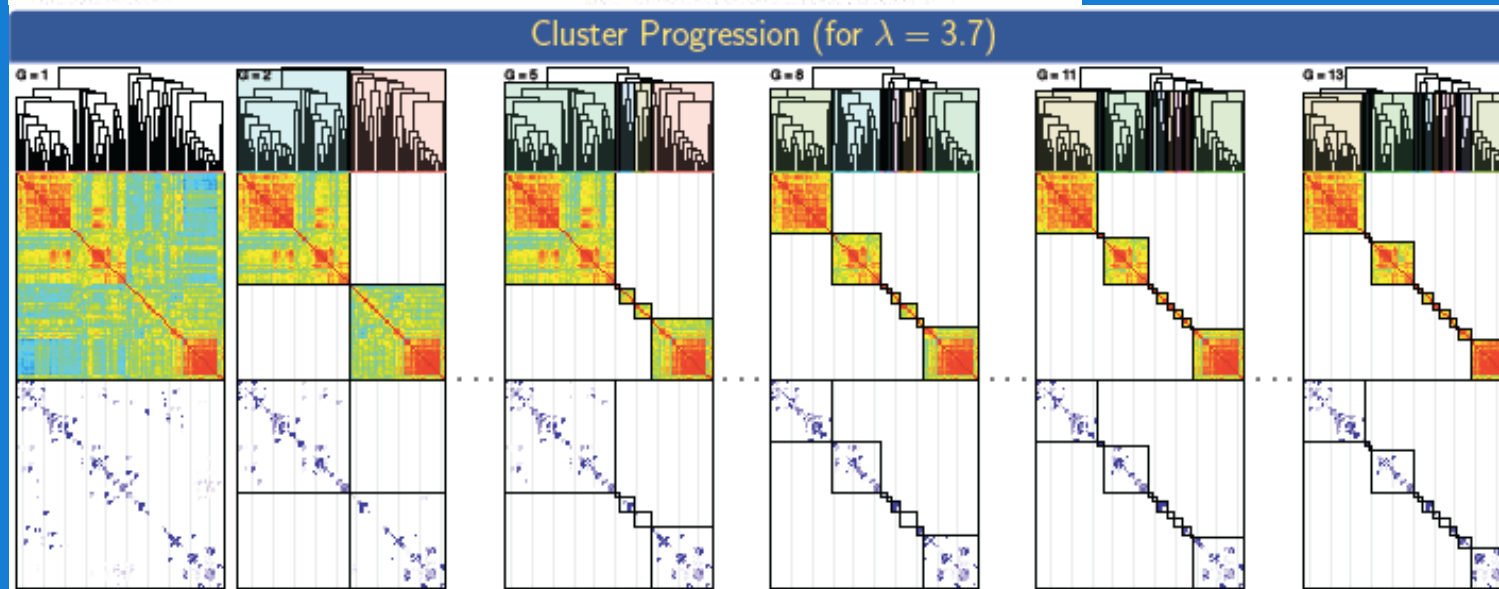 Cluster Progression (for λ = 3.7)
G = 1
G = 2
G = 5
G = 8
G = 11
G = 13